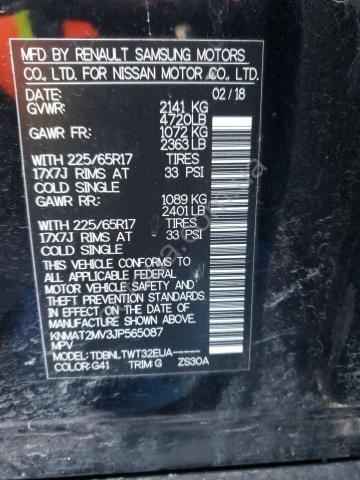 MFD BY RENAULT SAMSUNG MOTORS
CO., LTD. FOR NISSAN MOTOR CO., LTD.
DATE: 02 / 18
GVWR: 2141 KG
4720LB
GAWR FR: 1072 KG
2363 LB
WITH 225/65R17 TIRES
17X7J RIMS AT 33 PSI
COLD SINGLE
GAWR RR: 1089 KG
2401 LB
WITH 225/65R17 TIRES
17X7J RIMS AT 33 PSI
COLD SINGLE
THIS VEHICLE CONFORMS TO
ALL APPLICABLE FEDERAL
MOTOR VEHICLE SAFETY
STANDARDS IN EFFECT
ON THE DATE OF
MANUFACTURE SHOWN ABOVE.
KNMAT2MV3JP565087
MPV
MODEL: TDBNLTWT32EUA-----
COLOR: G41 TRIM: G ZS30A